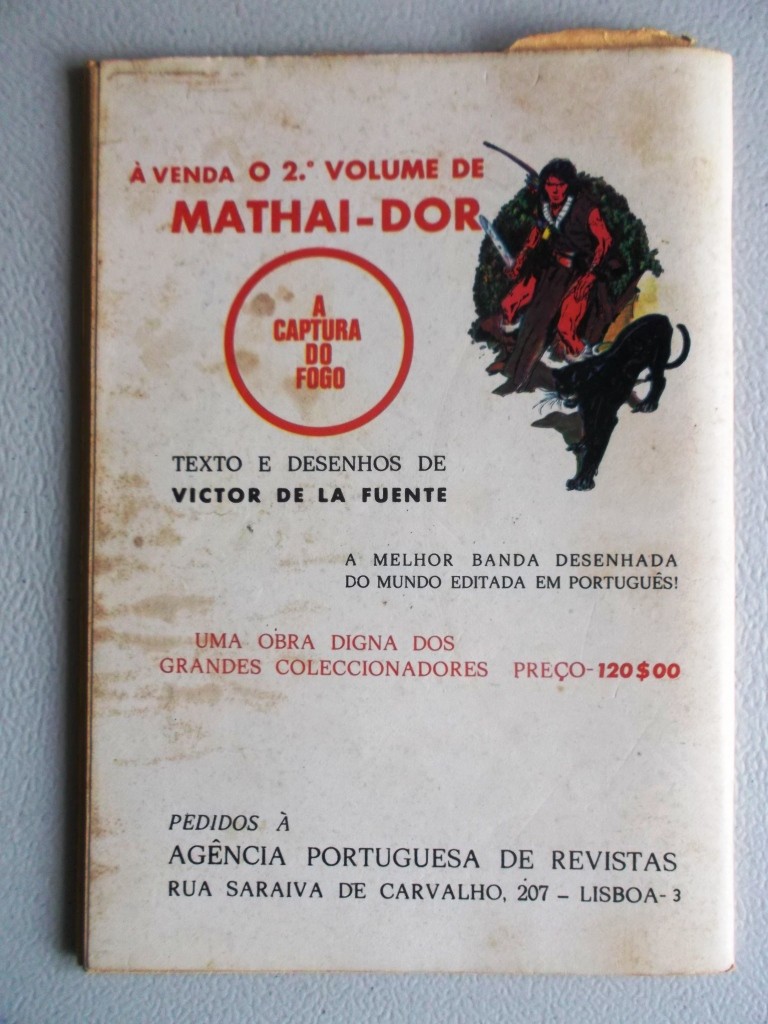 À VENDA O 2.º VOLUME DE
MATHAI-DOR
A
CAPTURA
DO
FOGO
TEXTO E DESENHOS DE
VICTOR DE LA FUENTE
A MELHOR BANDA DESENHADA
DO MUNDO EDITADA EM PORTUGUÊS!
UMA OBRA DIGNA DOS
GRANDES COLECCIONADORES PREÇO-120$00
PEDIDOS À
AGÊNCIA PORTUGUESA DE REVISTAS
RUA SARAIVA DE CARVALHO, 207 – LISBOA-3